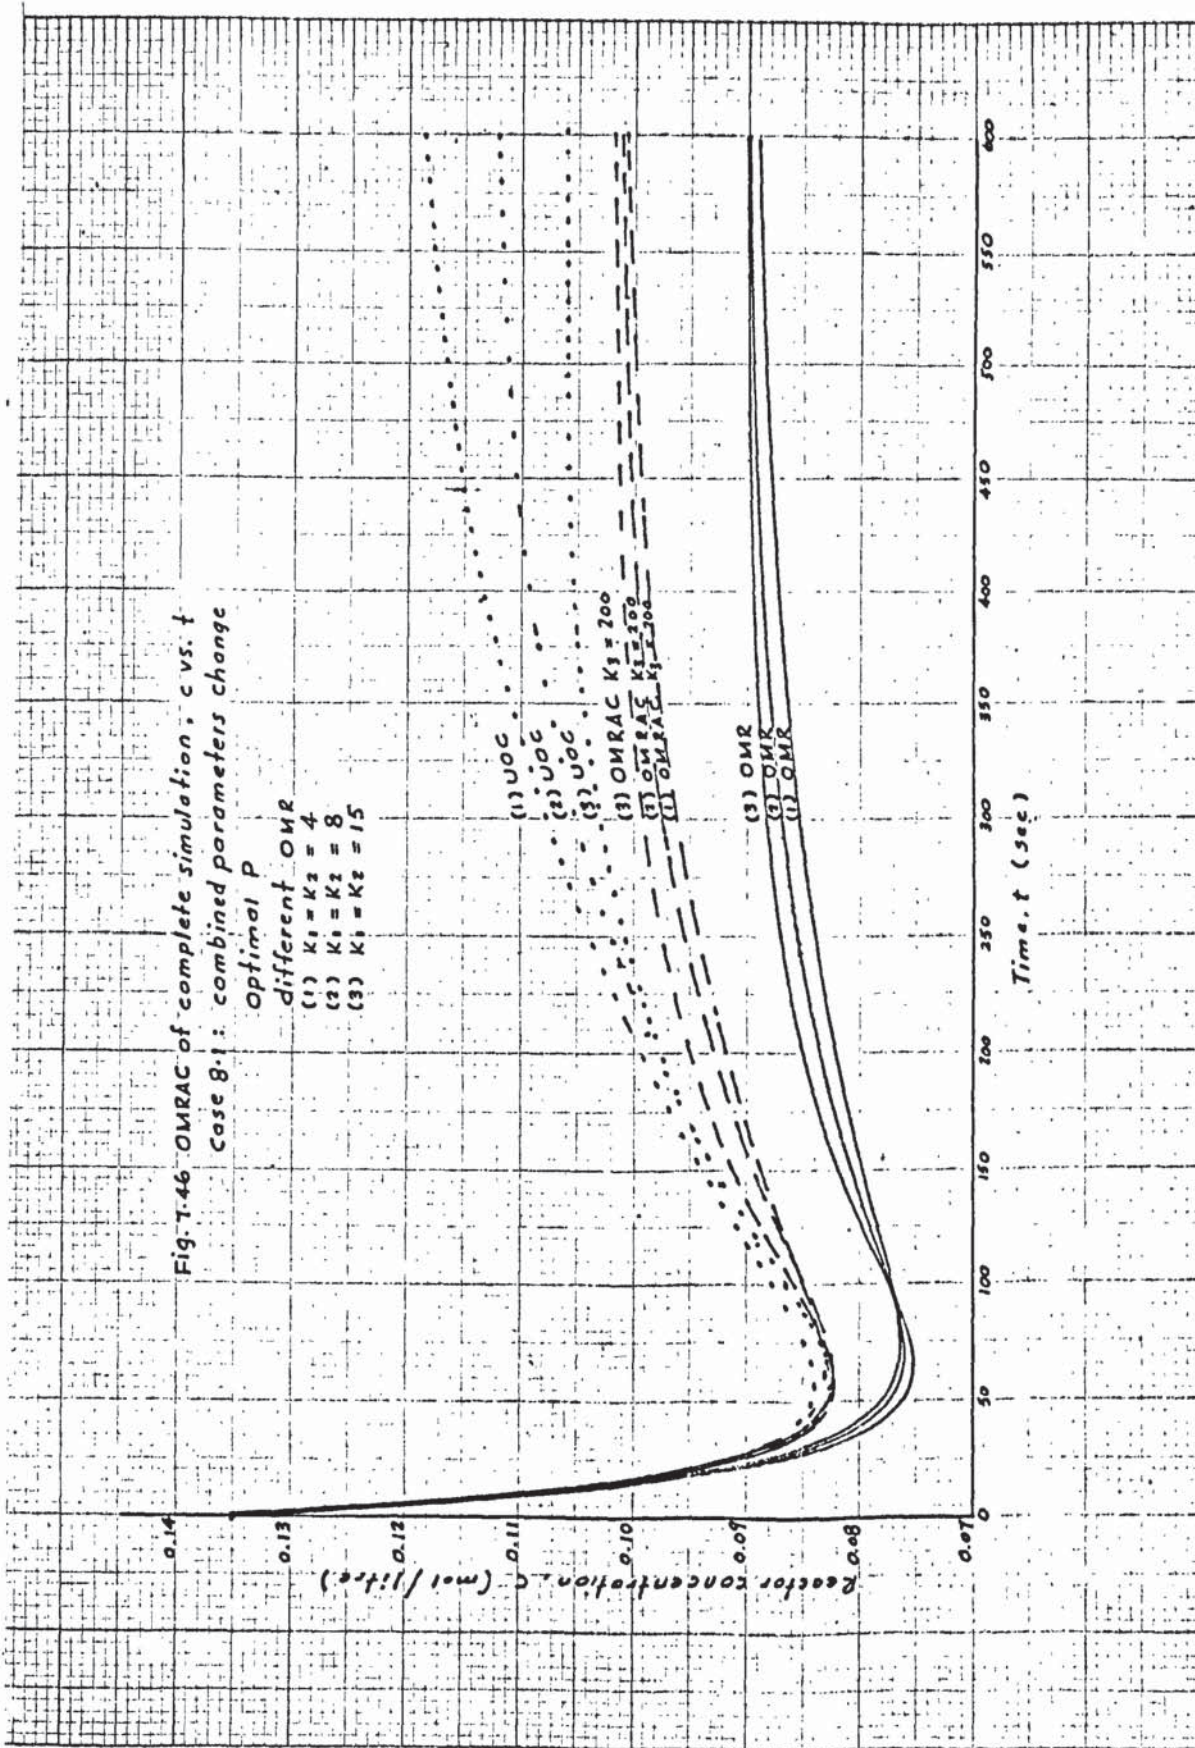 Fig. 7.46 OMRAC of complete simulation, c vs. t
Case 8.1: combined parameters change
optimal P
different OMR
(1) K1 = K2 = 4
(2) K1 = K2 = 8
(3) K1 = K2 = 15
(1) UOC
(2) UOC
(3) UOC
(3) OMRAC K3 = 200
(2) OMRAC K3 = 200
(1) OMRAC K3 = 200
(3) OMR
(2) OMR
(1) OMR
Reactor concentration, C (mol/litre)
0.14
0.13
0.12
0.11
0.10
0.09
0.08
0.07
0
50
100
150
200
250
300
350
400
450
500
550
600
Time, t (sec)